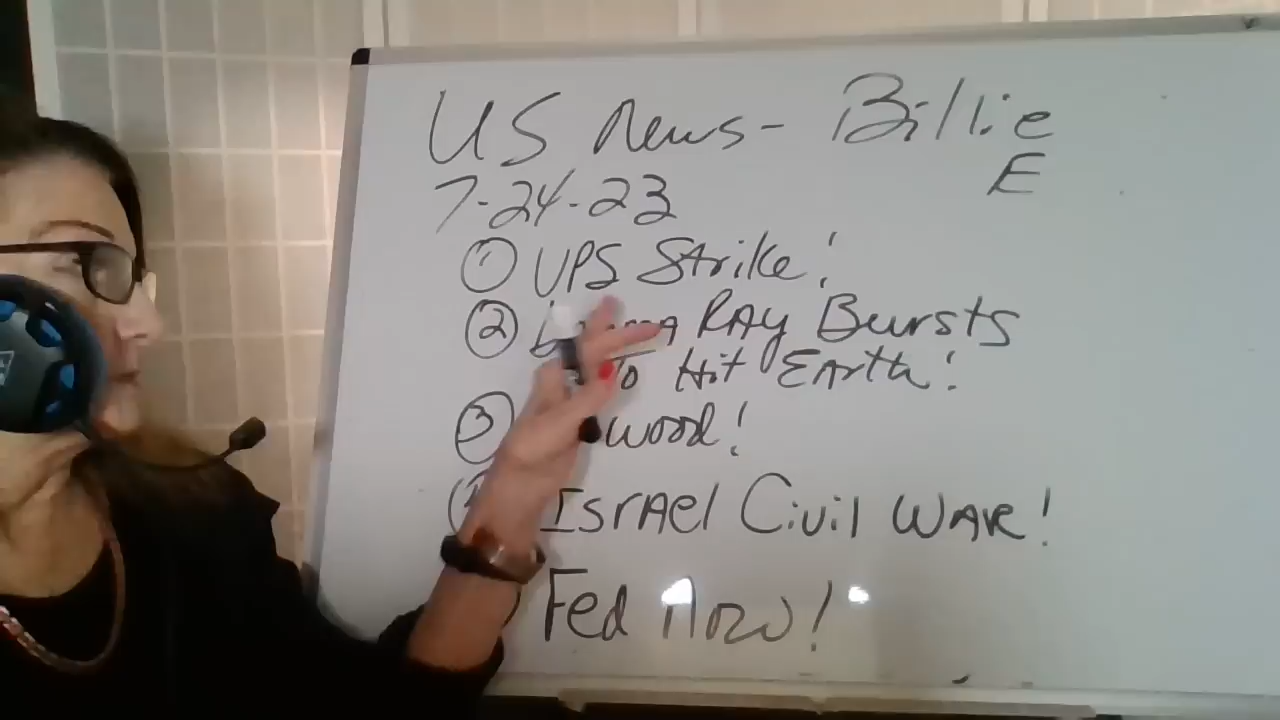 US News - Billie
E
7-24-23
① UPS Strike!
② RAy Bursts
To Hit EArth!
③ wood!
IsrAel Civil WAR!
Fed Now!